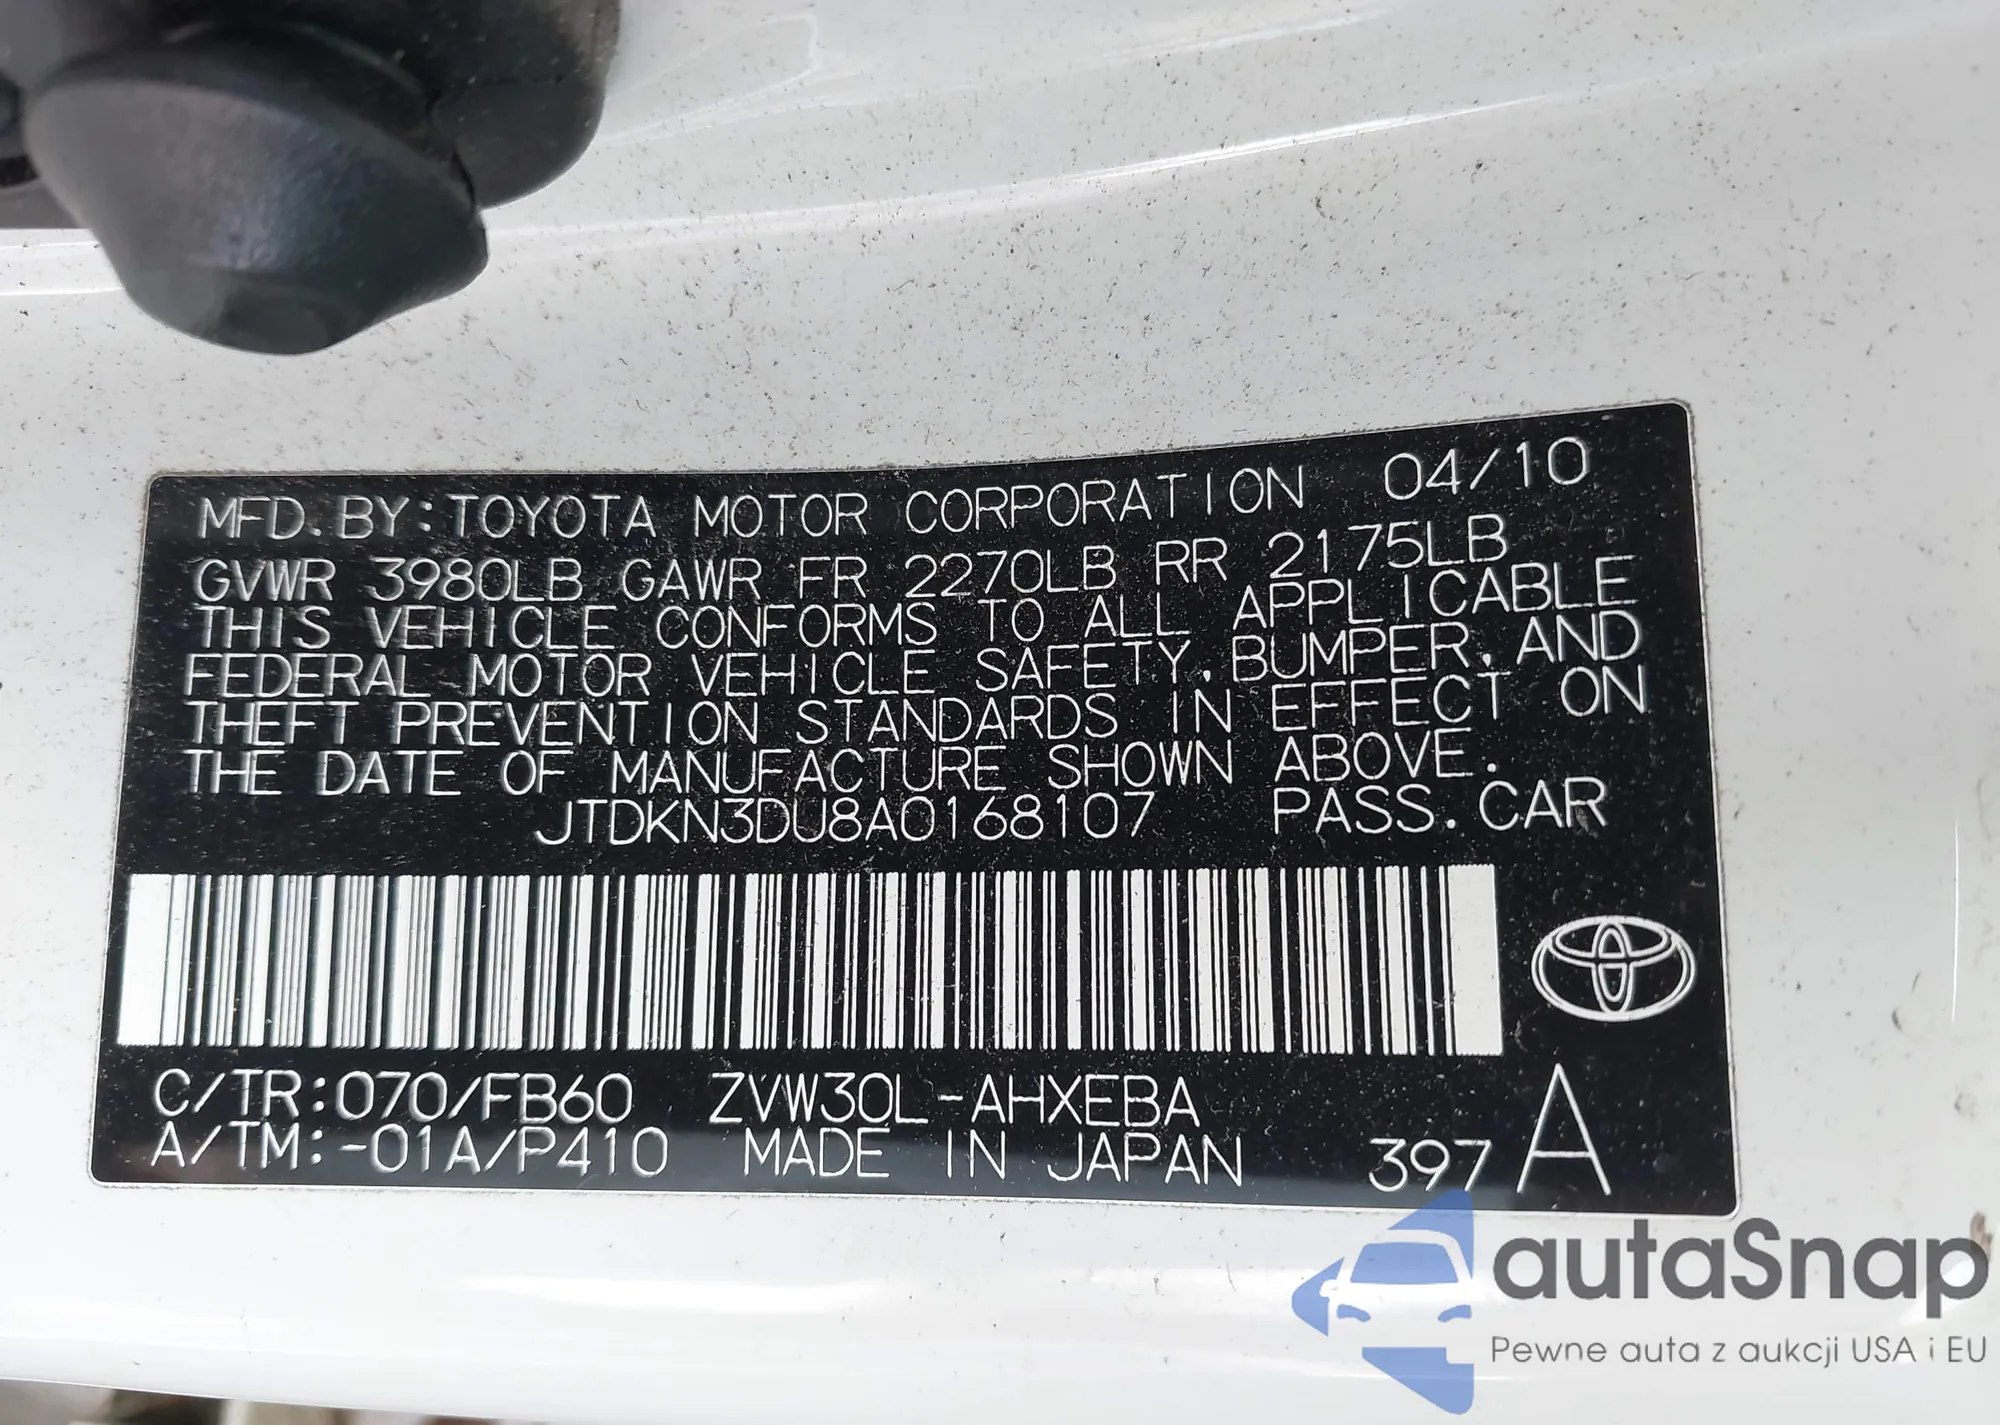 MFD. BY: TOYOTA MOTOR CORPORATION 04/10
GVWR 3980LB GAWR FR 2270LB RR 2175LB
THIS VEHICLE CONFORMS TO ALL APPLICABLE
FEDERAL MOTOR VEHICLE SAFETY, BUMPER, AND
THEFT PREVENTION STANDARDS IN EFFECT ON
THE DATE OF MANUFACTURE SHOWN ABOVE.
JTDKN3DU8A0168107 PASS. CAR
C/TR:070/FB60 ZVW30L-AHXEBA
A/TM:-01A/P410 MADE IN JAPAN 397 A
autaSnap
Pewne auta z aukcji USA i EU